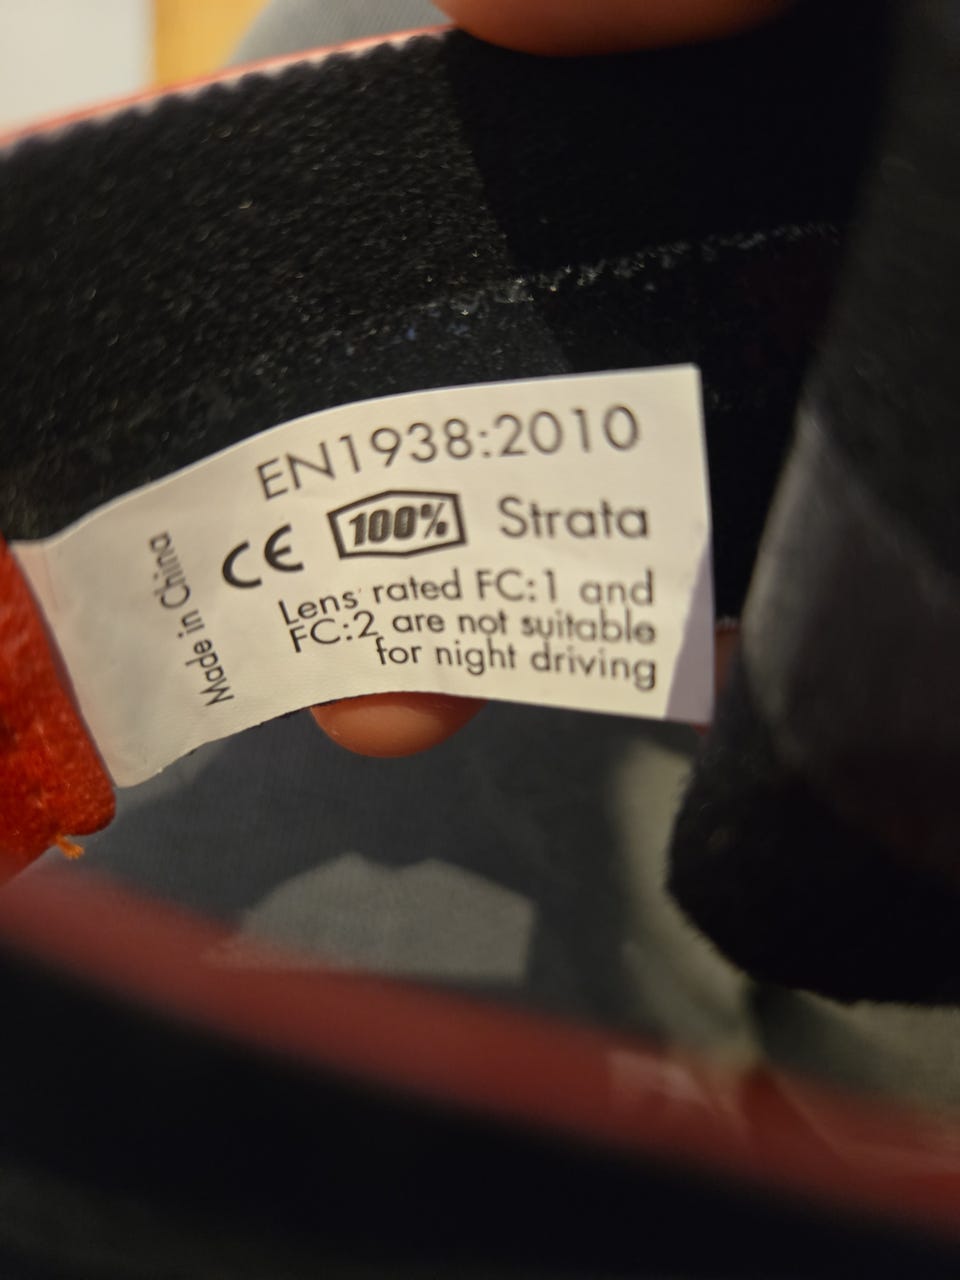 EN1938:2010
CE 100% Strata
Lens rated FC:1 and
FC:2 are not suitable
for night driving
Made in China